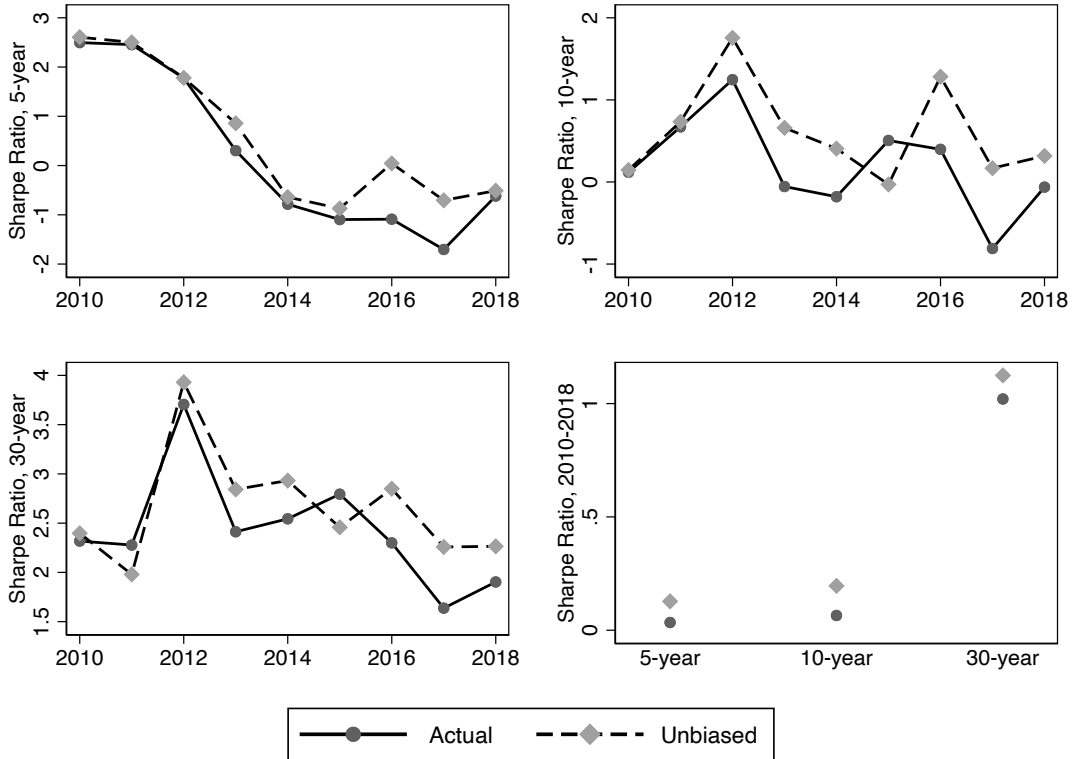 Sharpe Ratio, 5-year
3
2
1
0
-1
-2
2010 2012 2014 2016 2018
Sharpe Ratio, 10-year
2
1
0
-1
2010 2012 2014 2016 2018
Sharpe Ratio, 30-year
4
3.5
3
2.5
2
1.5
2010 2012 2014 2016 2018
Sharpe Ratio, 2010-2018
1
.5
0
5-year 10-year 30-year
Actual Unbiased